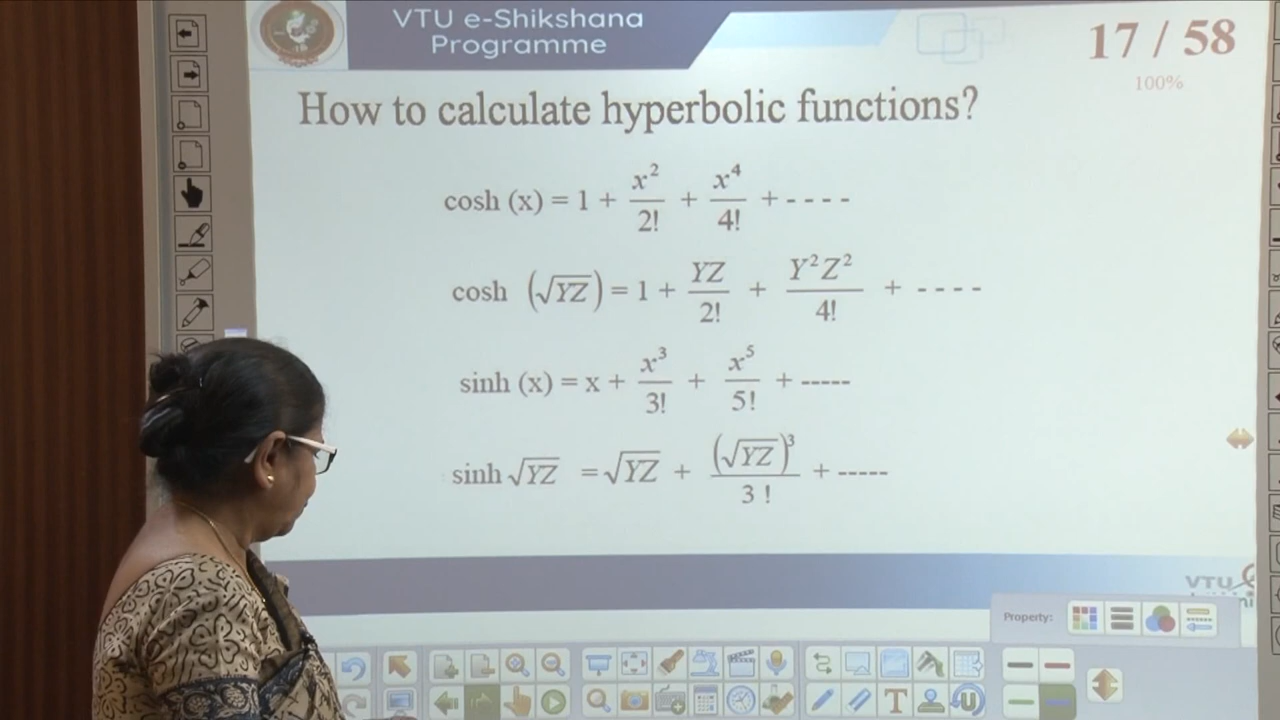 VTU e-Shikshana
Programme
17 / 58
100%
How to calculate hyperbolic functions?
cosh (x) = 1 + x²/2! + x⁴/4! + - - - -
cosh (√YZ) = 1 + YZ/2! + Y²Z²/4! + - - - -
sinh (x) = x + x³/3! + x⁵/5! + -----
sinh √YZ = √YZ + (√YZ)³/3 ! + -----
VTU
Property: